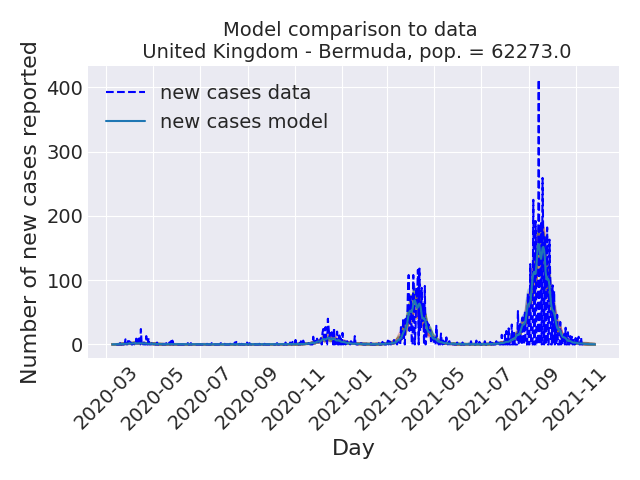 Model comparison to data
United Kingdom - Bermuda, pop. = 62273.0
Number of new cases reported
400
300
200
100
0
new cases data
new cases model
2020-03
2020-05
2020-07
2020-09
2020-11
2021-01
2021-03
2021-05
2021-07
2021-09
2021-11
Day